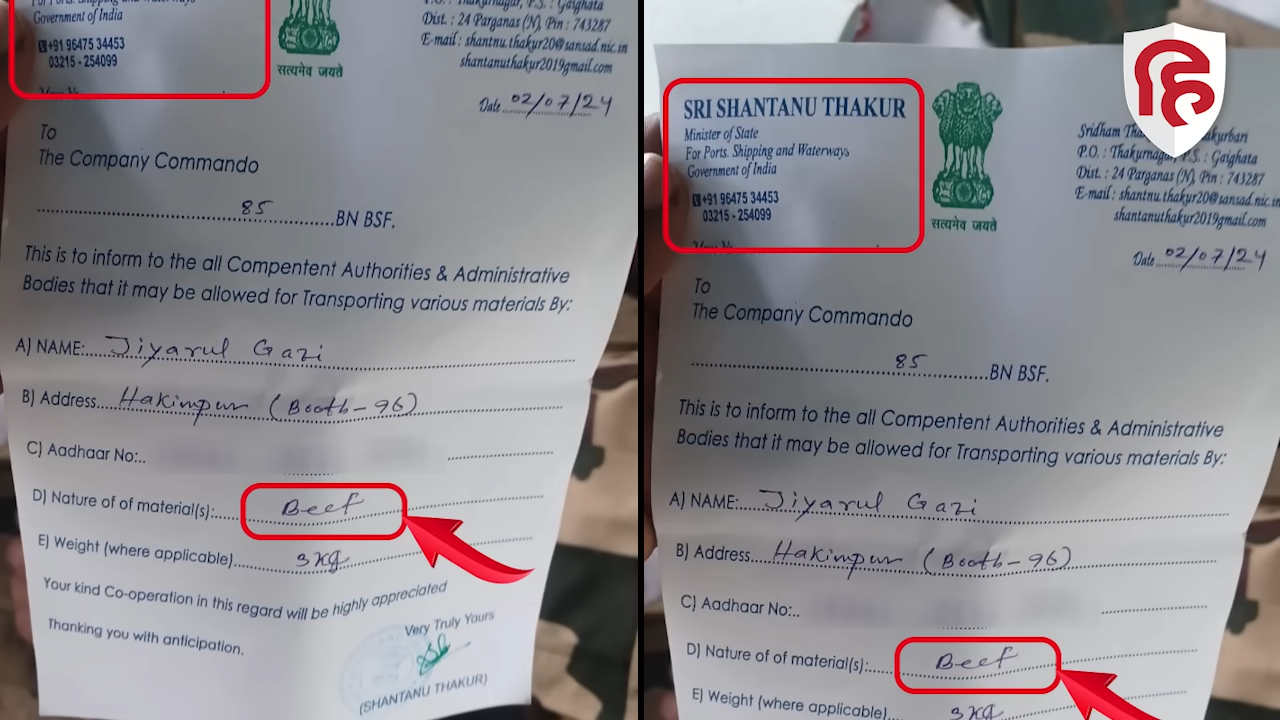 For Ports. Shipping and Waterways
Government of India
+91 96475 34453
03215 - 254099
सत्यमेव जयते
P.O. : Thakurnagar, P.S. : Gaighata
Dist. : 24 Parganas (N), Pin : 743287
E-mail : shantnu.thakur20@sansad.nic.in
shantanuthakur2019gmail.com
Date 02/07/24
To
The Company Commando
85 BN BSF.
This is to inform to the all Compentent Authorities & Administrative
Bodies that it may be allowed for Transporting various materials By:
A) NAME: Jiyarul Gazi
B) Address Hakimpur (Booth-96)
C) Aadhaar No:
D) Nature of of material(s): Beef
E) Weight (where applicable) 3 kg
Your kind Co-operation in this regard will be highly appreciated
Thanking you with anticipation.
Very Truly Yours
(SHANTANU THAKUR)
SRI SHANTANU THAKUR
Minister of State
For Ports. Shipping and Waterways
Government of India
+91 96475 34453
03215 - 254099
सत्यमेव जयते
Sridham
P.O. : Thakurnagar, P.S. : Gaighata
Dist. : 24 Parganas (N), Pin : 743287
E-mail : shantnu.thakur20@sansad.nic.in
shantanuthakur2019gmail.com
Date 02/07/24
To
The Company Commando
85 BN BSF.
This is to inform to the all Compentent Authorities & Administrative
Bodies that it may be allowed for Transporting various materials By:
A) NAME: Jiyarul Gazi
B) Address Hakimpur (Booth-96)
C) Aadhaar No:
D) Nature of of material(s): Beef
E) Weight (where applicable) 3 kg